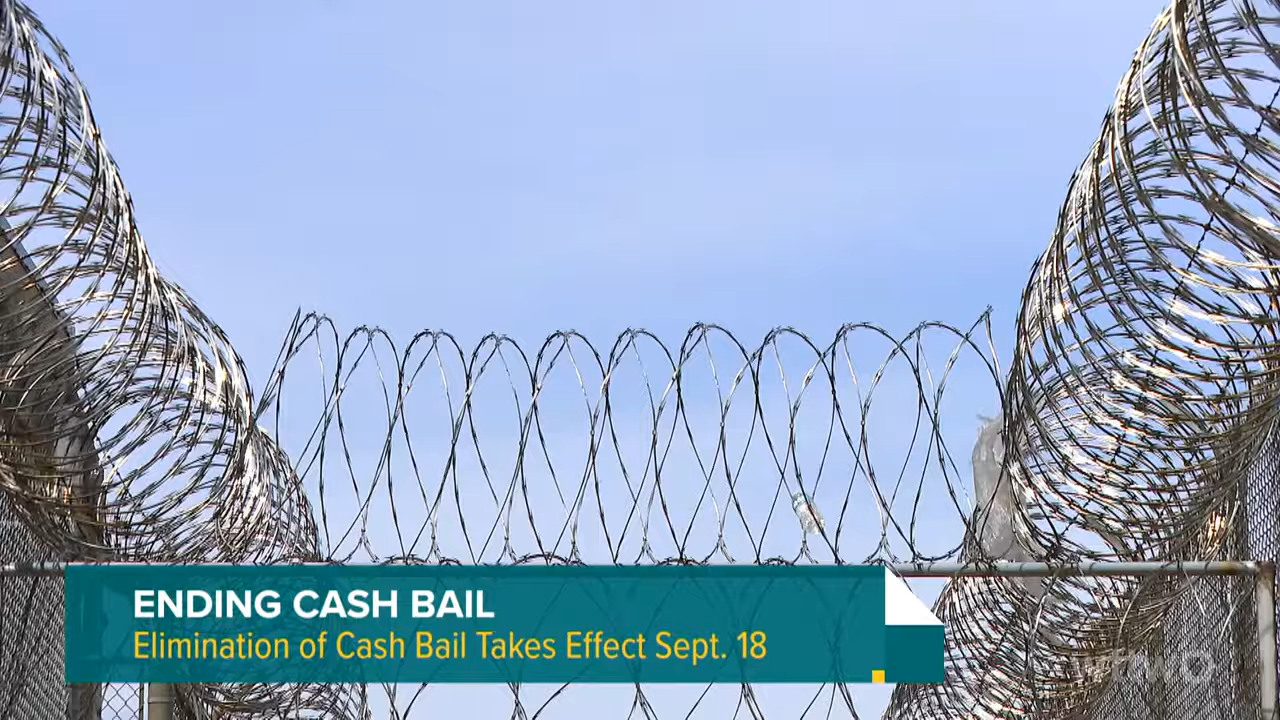 ENDING CASH BAIL
Elimination of Cash Bail Takes Effect Sept. 18